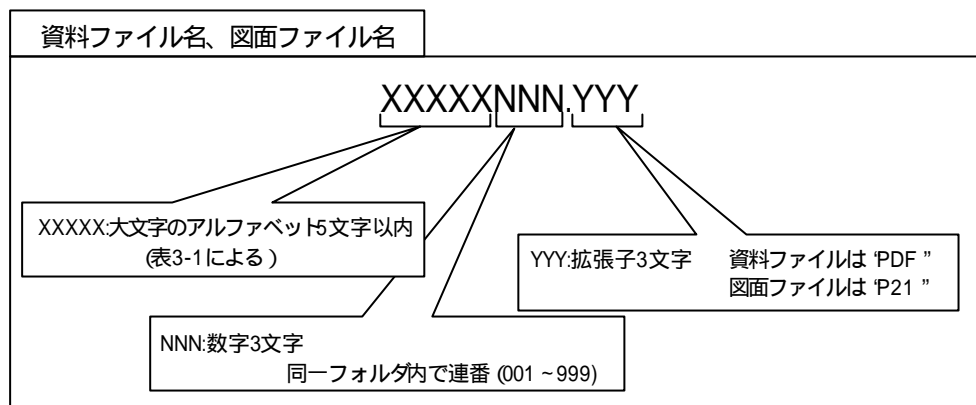 資料ファイル名、図面ファイル名
XXXXXNNN.YYY
XXXXX:大文字のアルファベット5文字以内
(表3-1による)
YYY:拡張子3文字 資料ファイルは“PDF”
図面ファイルは“P21”
NNN:数字3文字
同一フォルダ内で連番(001~999)